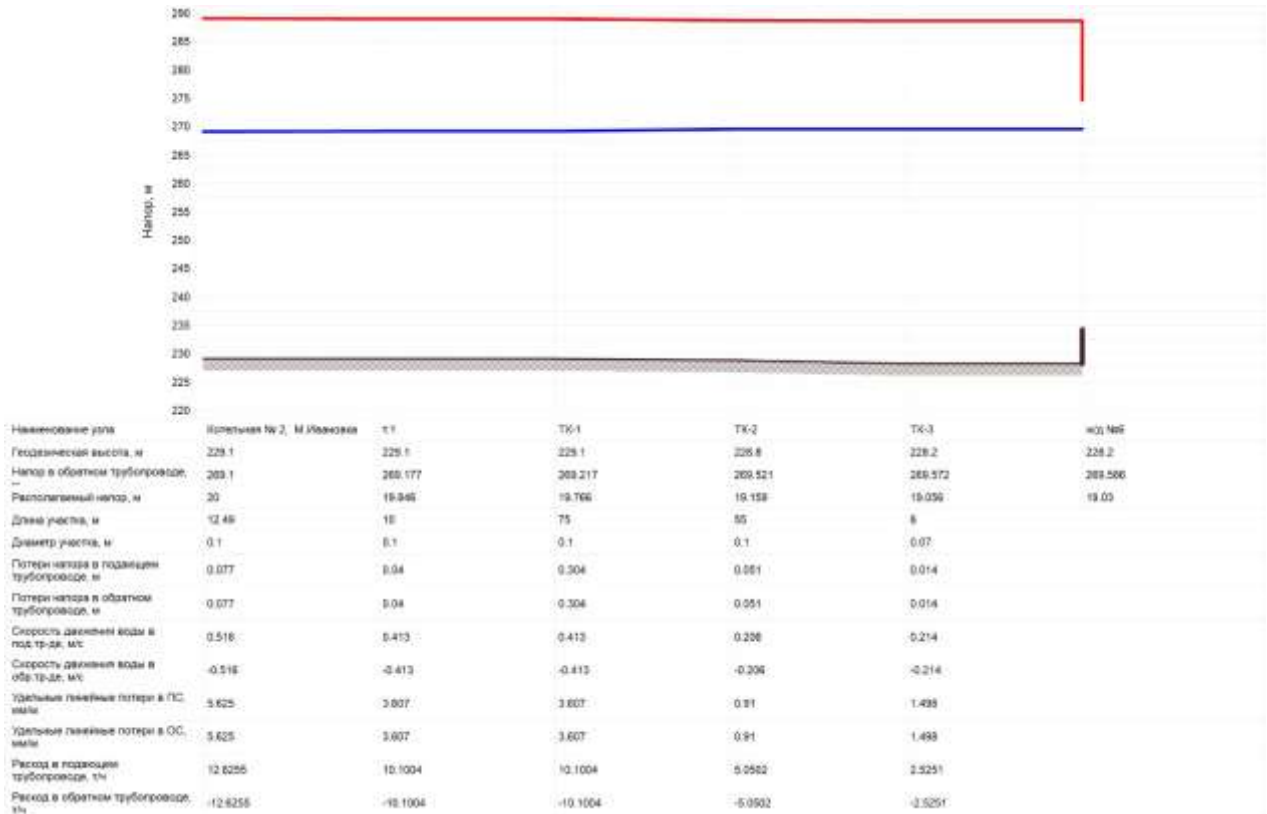 290
285
280
275
270
265
260
255
250
245
240
235
230
225
220
Напор, м
Наименование узла Котельная № 2, М.Ивановка т.1 ТК-1 ТК-2 ТК-3 ж/д №6
Геодезическая высота, м 229.1 229.1 229.1 228.8 228.2 228.2
Напор в обратном трубопроводе, 269.1 269.177 269.217 269.521 269.572 269.586
Располагаемый напор, м 20 19.846 19.766 19.159 19.056 19.03
Длина участка, м 12.49 10 75 55 6
Диаметр участка, м 0.1 0.1 0.1 0.1 0.07
Потери напора в подающем
трубопроводе, м 0.077 0.04 0.304 0.051 0.014
Потери напора в обратном
трубопроводе, м 0.077 0.04 0.304 0.051 0.014
Скорость движения воды в
под.тр-де, м/с 0.516 0.413 0.413 0.206 0.214
Скорость движения воды в
обр.тр-де, м/с -0.516 -0.413 -0.413 -0.206 -0.214
Удельные линейные потери в ПС,
мм/м 5.625 3.607 3.607 0.91 1.498
Удельные линейные потери в ОС,
мм/м 5.625 3.607 3.607 0.91 1.498
Расход в подающем
трубопроводе, т/ч 12.6255 10.1004 10.1004 5.0502 2.5251
Расход в обратном трубопроводе,
т/ч -12.6255 -10.1004 -10.1004 -5.0502 -2.5251